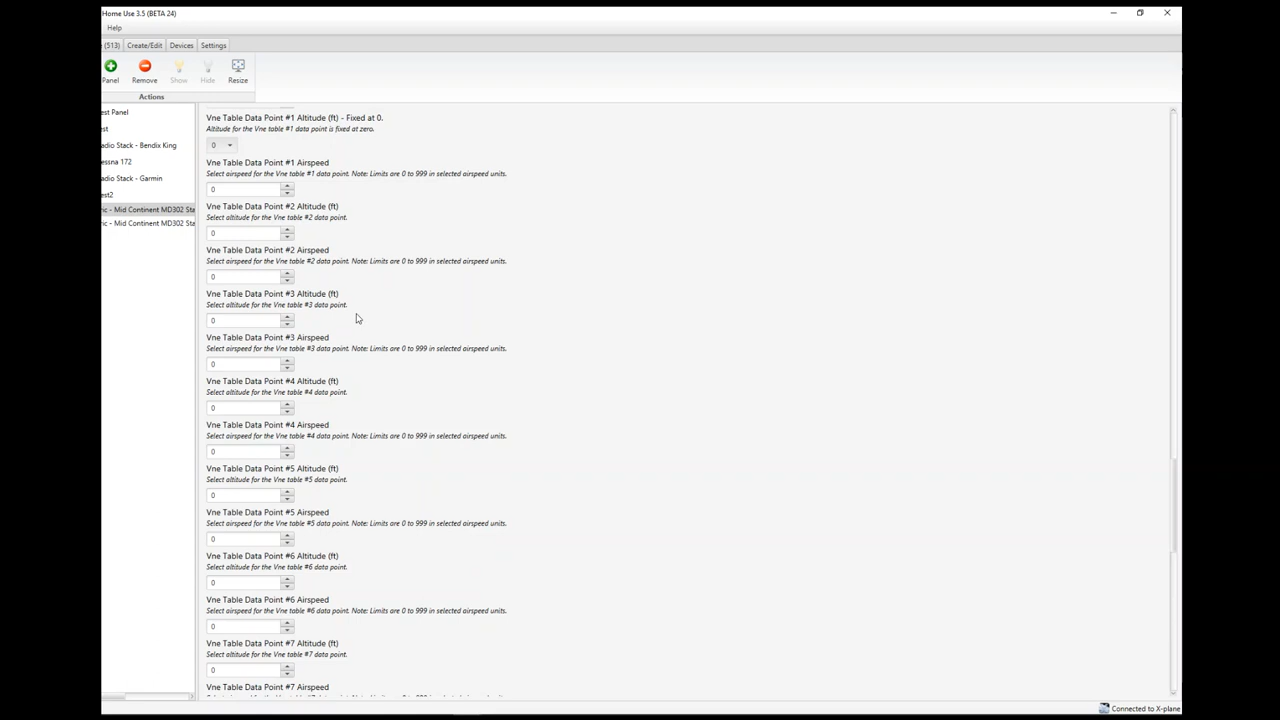 Home Use 3.5 (BETA 24)
Help
(513) Create/Edit Devices Settings
Panel Remove Show Hide Resize
Actions
est Panel
est
adio Stack - Bendix King
essna 172
adio Stack - Garmin
est2
ric - Mid Continent MD302 Sta
ric - Mid Continent MD302 Sta
Vne Table Data Point #1 Altitude (ft) - Fixed at 0.
Altitude for the Vne table #1 data point is fixed at zero.
0
Vne Table Data Point #1 Airspeed
Select airspeed for the Vne table #1 data point. Note: Limits are 0 to 999 in selected airspeed units.
0
Vne Table Data Point #2 Altitude (ft)
Select altitude for the Vne table #2 data point.
0
Vne Table Data Point #2 Airspeed
Select airspeed for the Vne table #2 data point. Note: Limits are 0 to 999 in selected airspeed units.
0
Vne Table Data Point #3 Altitude (ft)
Select altitude for the Vne table #3 data point.
0
Vne Table Data Point #3 Airspeed
Select airspeed for the Vne table #3 data point. Note: Limits are 0 to 999 in selected airspeed units.
0
Vne Table Data Point #4 Altitude (ft)
Select altitude for the Vne table #4 data point.
0
Vne Table Data Point #4 Airspeed
Select airspeed for the Vne table #4 data point. Note: Limits are 0 to 999 in selected airspeed units.
0
Vne Table Data Point #5 Altitude (ft)
Select altitude for the Vne table #5 data point.
0
Vne Table Data Point #5 Airspeed
Select airspeed for the Vne table #5 data point. Note: Limits are 0 to 999 in selected airspeed units.
0
Vne Table Data Point #6 Altitude (ft)
Select altitude for the Vne table #6 data point.
0
Vne Table Data Point #6 Airspeed
Select airspeed for the Vne table #6 data point. Note: Limits are 0 to 999 in selected airspeed units.
0
Vne Table Data Point #7 Altitude (ft)
Select altitude for the Vne table #7 data point.
0
Vne Table Data Point #7 Airspeed
Connected to X-plane